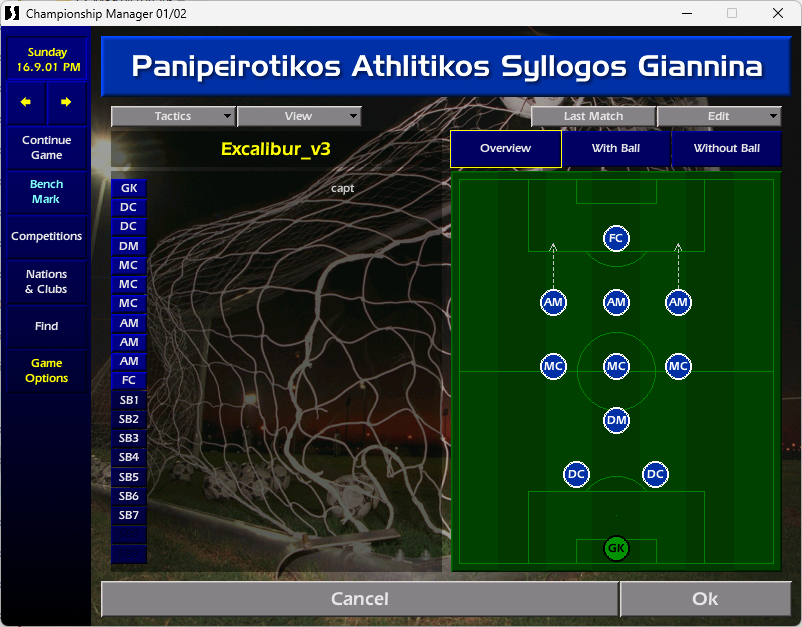 Championship Manager 01/02
Sunday
16.9.01 PM
Panipeirotikos Athlitikos Syllogos Giannina
Continue
Game
Bench
Mark
Competitions
Nations
& Clubs
Find
Game
Options
Tactics
View
Last Match
Edit
Excalibur_v3
Overview
With Ball
Without Ball
GK
capt
DC
DC
DM
MC
MC
MC
AM
AM
AM
FC
SB1
SB2
SB3
SB4
SB5
SB6
SB7
FC
AM AM AM
MC MC MC
DM
DC DC
GK
Cancel
Ok